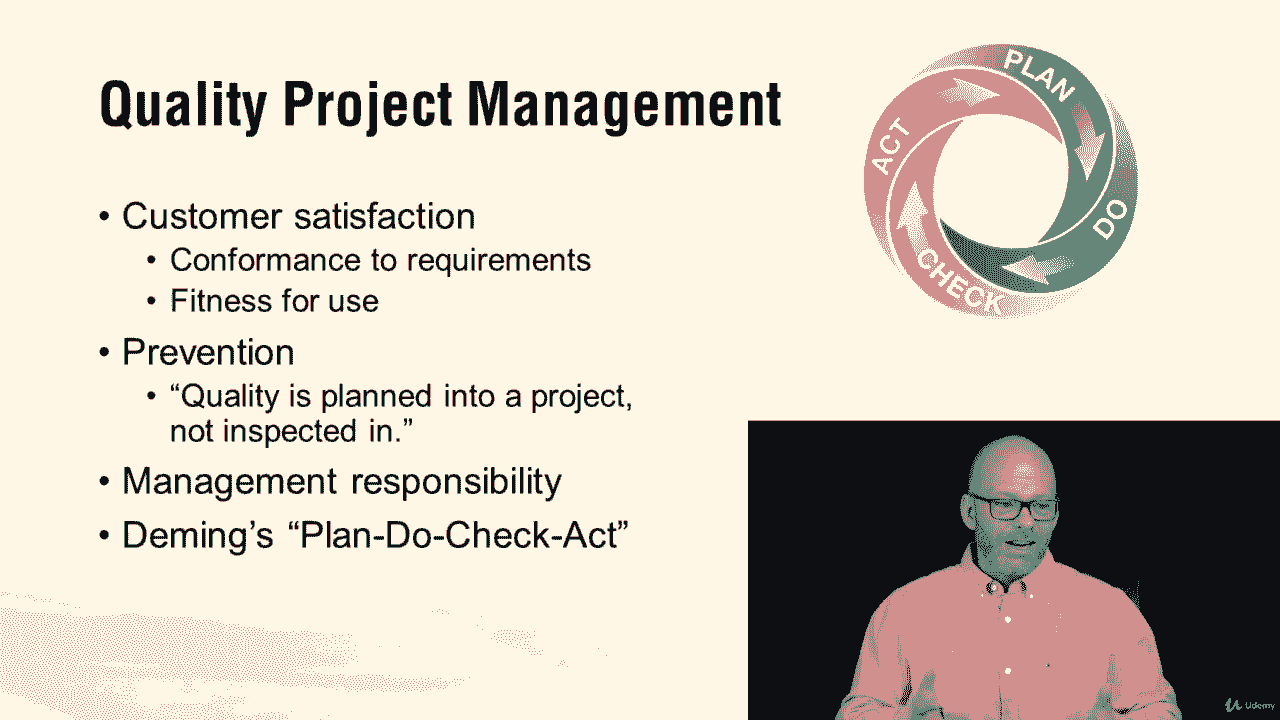 Quality Project Management
• Customer satisfaction
• Conformance to requirements
• Fitness for use
• Prevention
• “Quality is planned into a project,
not inspected in.”
• Management responsibility
• Deming’s “Plan-Do-Check-Act”
PLAN
DO
CHECK
ACT
Udemy